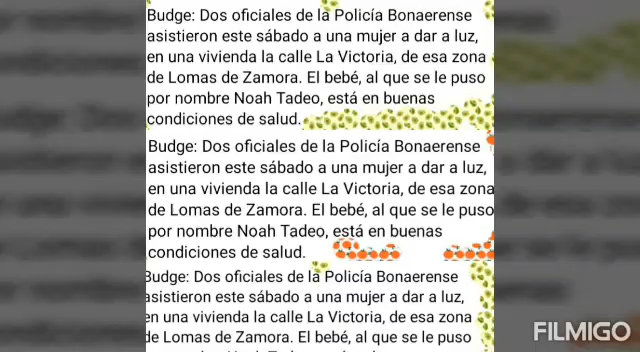 Budge: Dos oficiales de la Policía Bonaerense
asistieron este sábado a una mujer a dar a luz,
en una vivienda la calle La Victoria, de esa zona
de Lomas de Zamora. El bebé, al que se le puso
por nombre Noah Tadeo, está en buenas
condiciones de salud.
Budge: Dos oficiales de la Policía Bonaerense
asistieron este sábado a una mujer a dar a luz,
en una vivienda la calle La Victoria, de esa zona
de Lomas de Zamora. El bebé, al que se le puso
por nombre Noah Tadeo, está en buenas
condiciones de salud.
Budge: Dos oficiales de la Policía Bonaerense
asistieron este sábado a una mujer a dar a luz,
en una vivienda la calle La Victoria, de esa zona
de Lomas de Zamora. El bebé, al que se le puso
FILMIGO